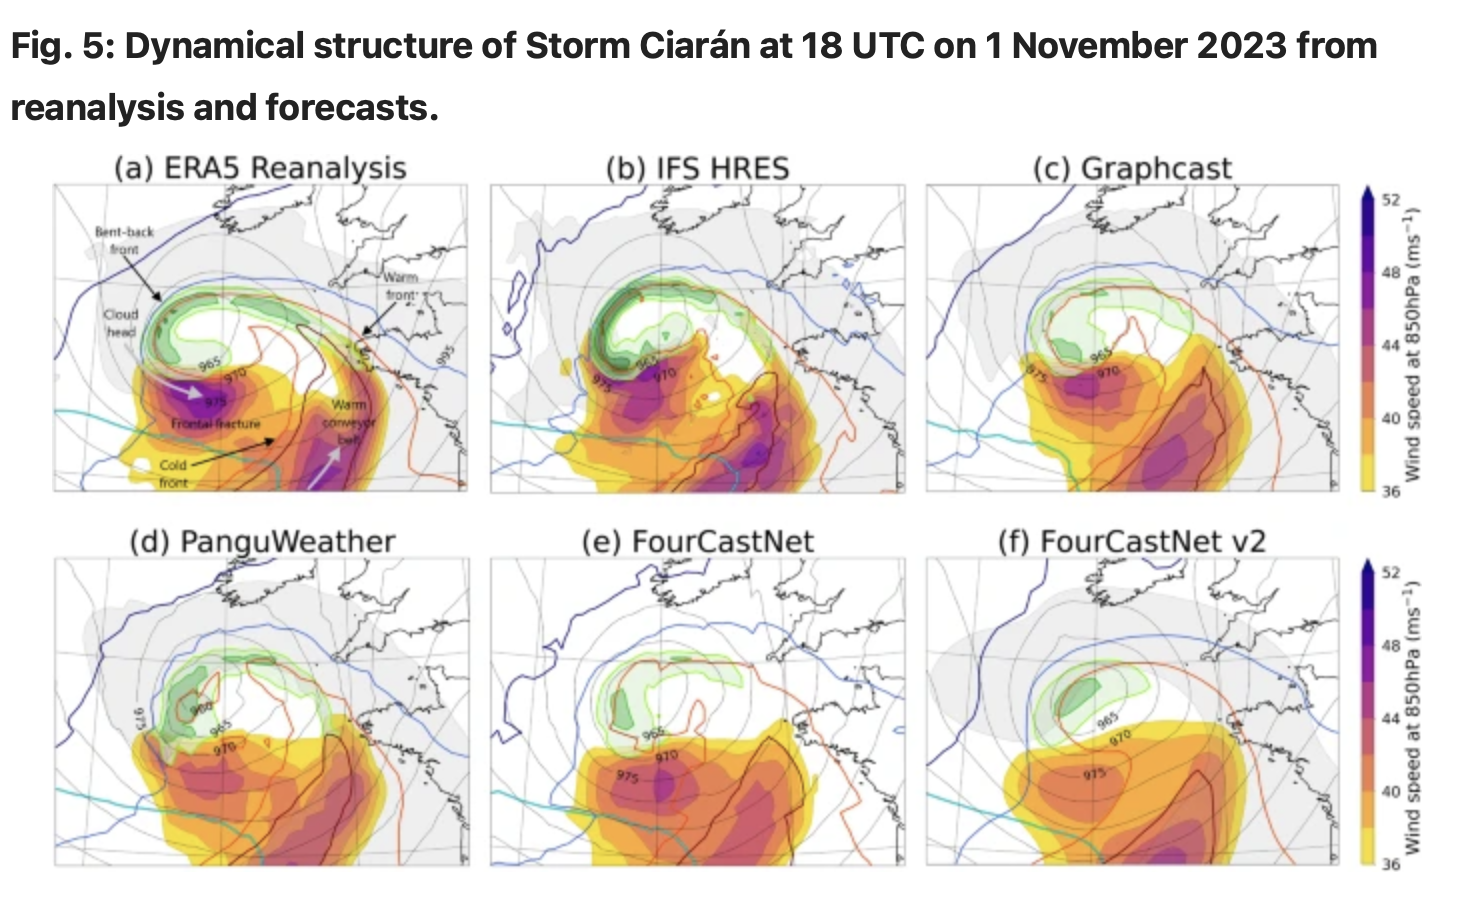 Fig. 5: Dynamical structure of Storm Ciarán at 18 UTC on 1 November 2023 from
reanalysis and forecasts.
(a) ERA5 Reanalysis
(b) IFS HRES
(c) Graphcast
Bent-back
front
Cloud
head
Warm
front
965
970
975
995
Frontal fracture
Warm
conveyor
belt
Cold
front
965
970
975
965
970
975
52
48
44
40
36
Wind speed at 850hPa (ms⁻¹)
(d) PanguWeather
(e) FourCastNet
(f) FourCastNet v2
975
960
965
970
965
970
975
965
970
975
52
48
44
40
36
Wind speed at 850hPa (ms⁻¹)